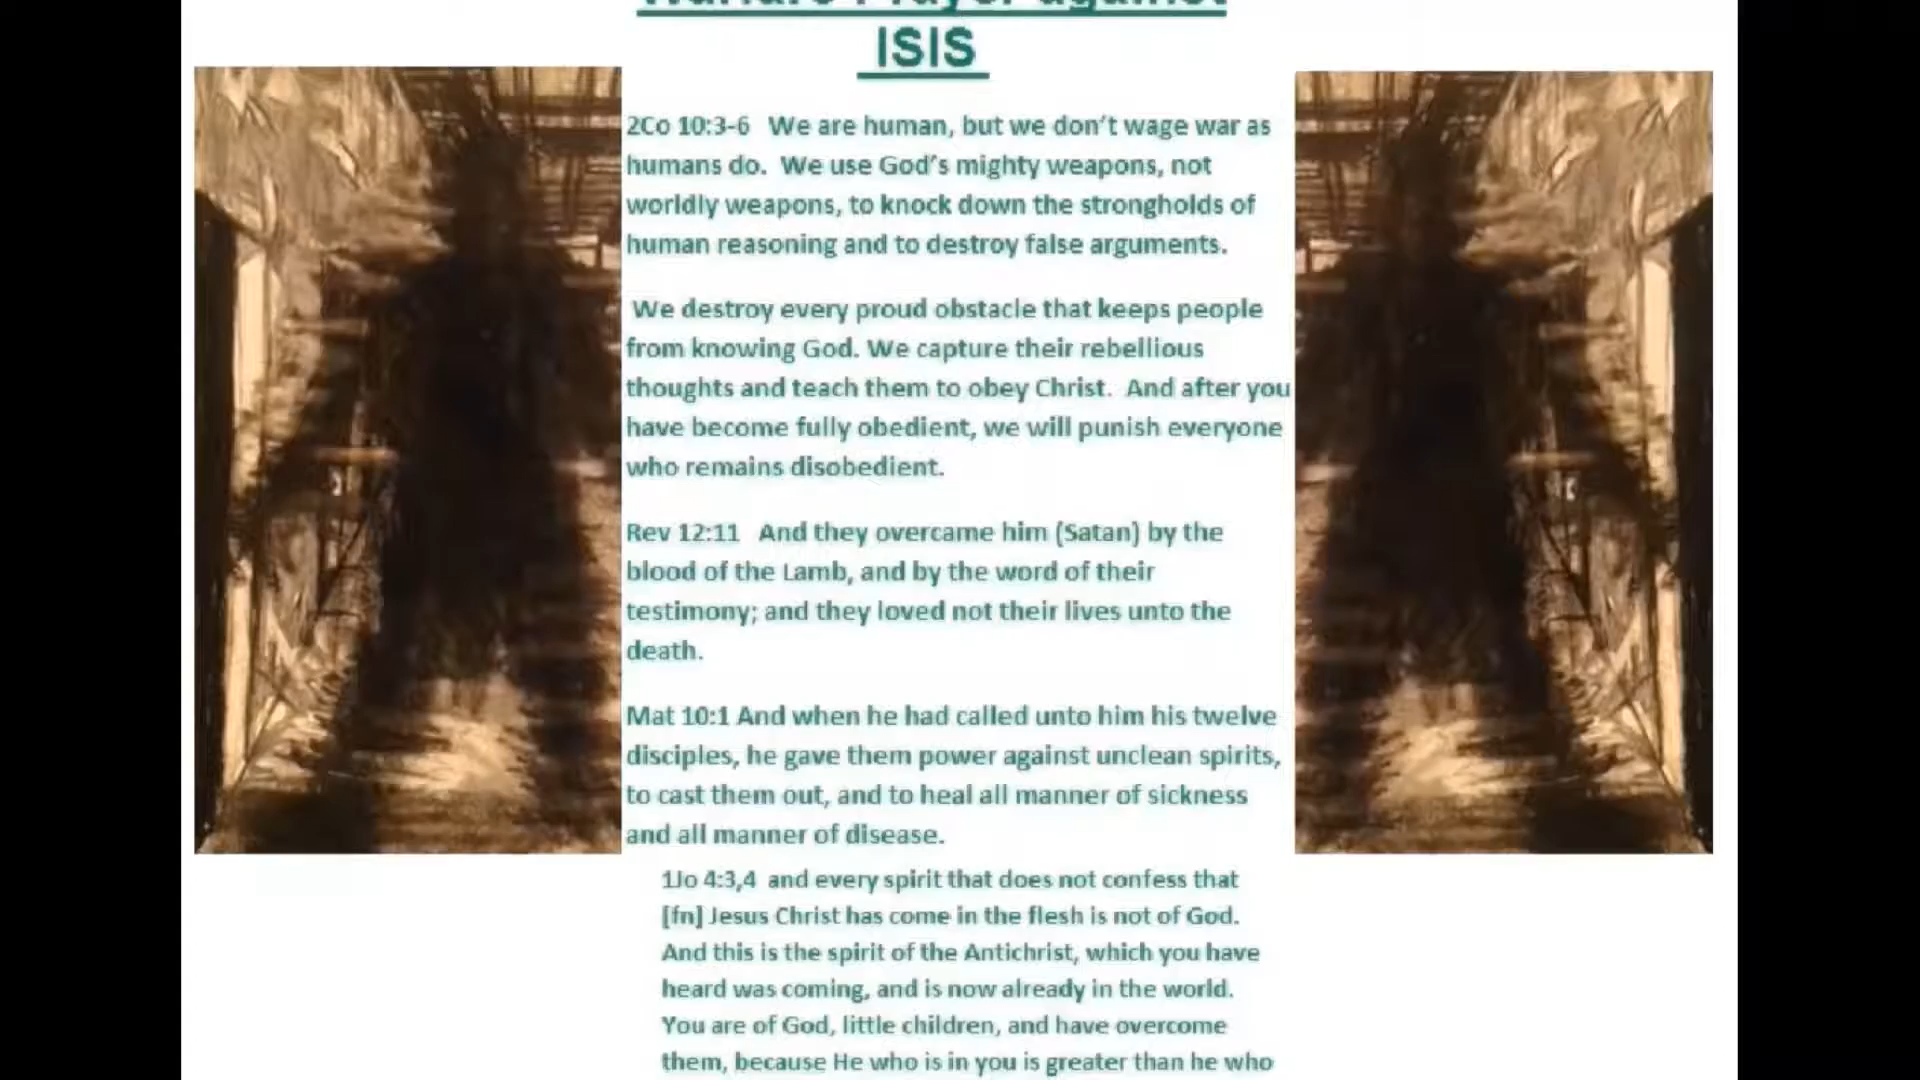 Warfare Prayer against
ISIS
2Co 10:3-6 We are human, but we don't wage war as
humans do. We use God's mighty weapons, not
worldly weapons, to knock down the strongholds of
human reasoning and to destroy false arguments.
We destroy every proud obstacle that keeps people
from knowing God. We capture their rebellious
thoughts and teach them to obey Christ. And after you
have become fully obedient, we will punish everyone
who remains disobedient.
Rev 12:11 And they overcame him (Satan) by the
blood of the Lamb, and by the word of their
testimony; and they loved not their lives unto the
death.
Mat 10:1 And when he had called unto him his twelve
disciples, he gave them power against unclean spirits,
to cast them out, and to heal all manner of sickness
and all manner of disease.
1Jo 4:3,4 and every spirit that does not confess that
[fn] Jesus Christ has come in the flesh is not of God.
And this is the spirit of the Antichrist, which you have
heard was coming, and is now already in the world.
You are of God, little children, and have overcome
them, because He who is in you is greater than he who